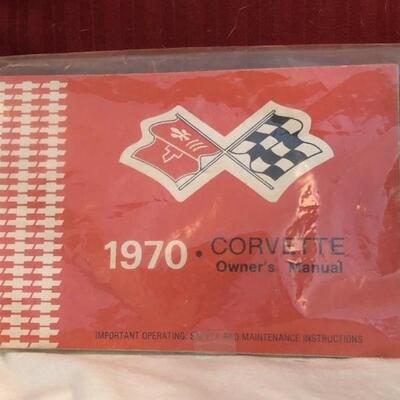 1970 • CORVETTE
Owner's Manual
IMPORTANT OPERATING, SAFETY AND MAINTENANCE INSTRUCTIONS